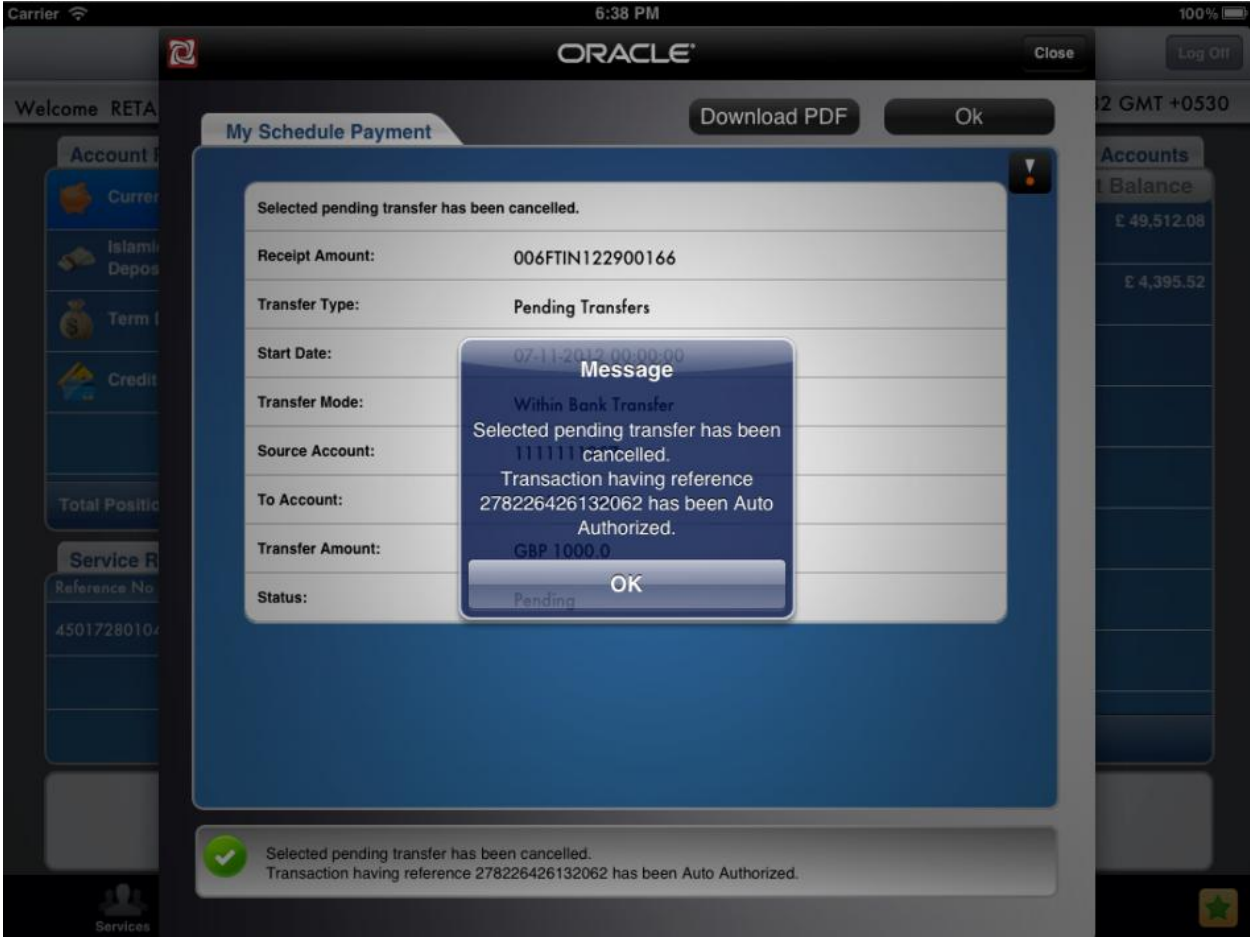 Carrier 6:38 PM 100%
ORACLE
Close
Log Off
Welcome RETA
32 GMT +0530
Download PDF Ok
My Schedule Payment
Account
Accounts
Balance
Selected pending transfer has been cancelled.
Receipt Amount: 006FTIN122900166
Transfer Type: Pending Transfers
Start Date: 07-11-2012 00:00:00
Transfer Mode: Within Bank Transfer
Source Account:
To Account:
Transfer Amount: GBP 1000.0
Status: Pending
Message
Selected pending transfer has been
cancelled.
Transaction having reference
278226426132062 has been Auto
Authorized.
OK
Curren
Islami
Depos
Term
Credit
Total Positio
£ 49,512.08
£ 4,395.52
Service R
Reference No
45017280104
Selected pending transfer has been cancelled.
Transaction having reference 278226426132062 has been Auto Authorized.
Services